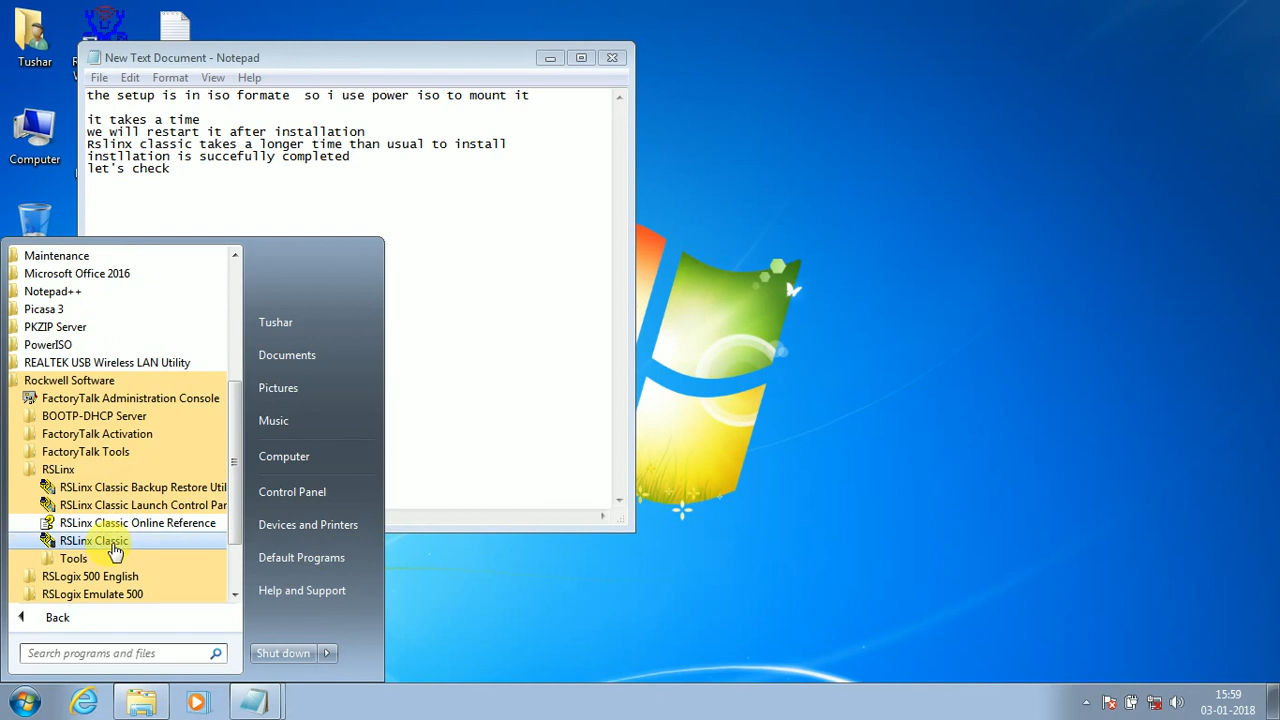 Tushar
Computer
New Text Document - Notepad
File Edit Format View Help
the setup is in iso formate  so i use power iso to mount it
it takes a time
we will restart it after installation
Rslinx classic takes a longer time than usual to install
instllation is succefully completed
let's check
Maintenance
Microsoft Office 2016
Notepad++
Picasa 3
PKZIP Server
PowerISO
REALTEK USB Wireless LAN Utility
Rockwell Software
FactoryTalk Administration Console
BOOTP-DHCP Server
FactoryTalk Activation
FactoryTalk Tools
RSLinx
RSLinx Classic Backup Restore Util
RSLinx Classic Launch Control Par
RSLinx Classic Online Reference
RSLinx Classic
Tools
RSLogix 500 English
RSLogix Emulate 500
Back
Search programs and files
Tushar
Documents
Pictures
Music
Computer
Control Panel
Devices and Printers
Default Programs
Help and Support
Shut down
15:59
03-01-2018